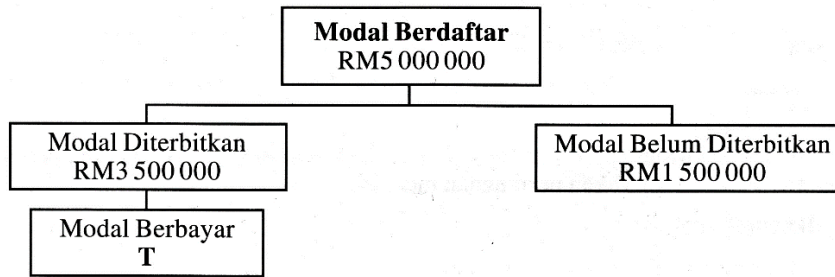 Modal Berdaftar
RM5 000 000
Modal Diterbitkan
RM3 500 000
Modal Belum Diterbitkan
RM1 500 000
Modal Berbayar
T